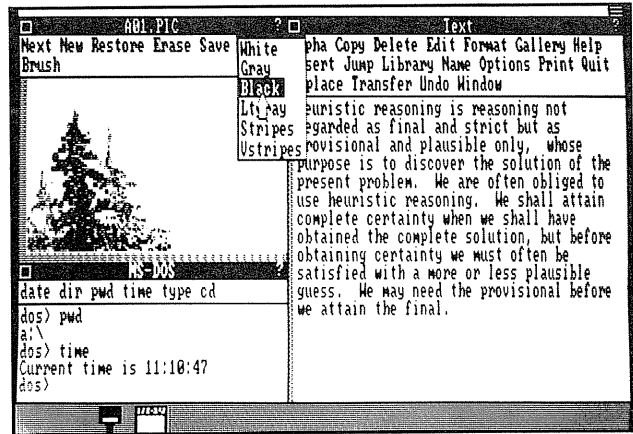 A01.PIC ?
Next New Restore Erase Save
Brush
White
Gray
Black
Ltgray
Stripes
Vstripes
Text ?
pha Copy Delete Edit Format Gallery Help
sert Jump Library Name Options Print Quit
place Transfer Undo Window
euristic reasoning is reasoning not
egarded as final and strict but as
rovisional and plausible only, whose
purpose is to discover the solution of the
present problem. We are often obliged to
use heuristic reasoning. We shall attain
complete certainty when we shall have
obtained the complete solution, but before
obtaining certainty we must often be
satisfied with a more or less plausible
guess. We may need the provisional before
we attain the final.
MS-DOS ?
date dir pwd time type cd
dos> pwd
a:\
dos> time
Current time is 11:10:47
dos>